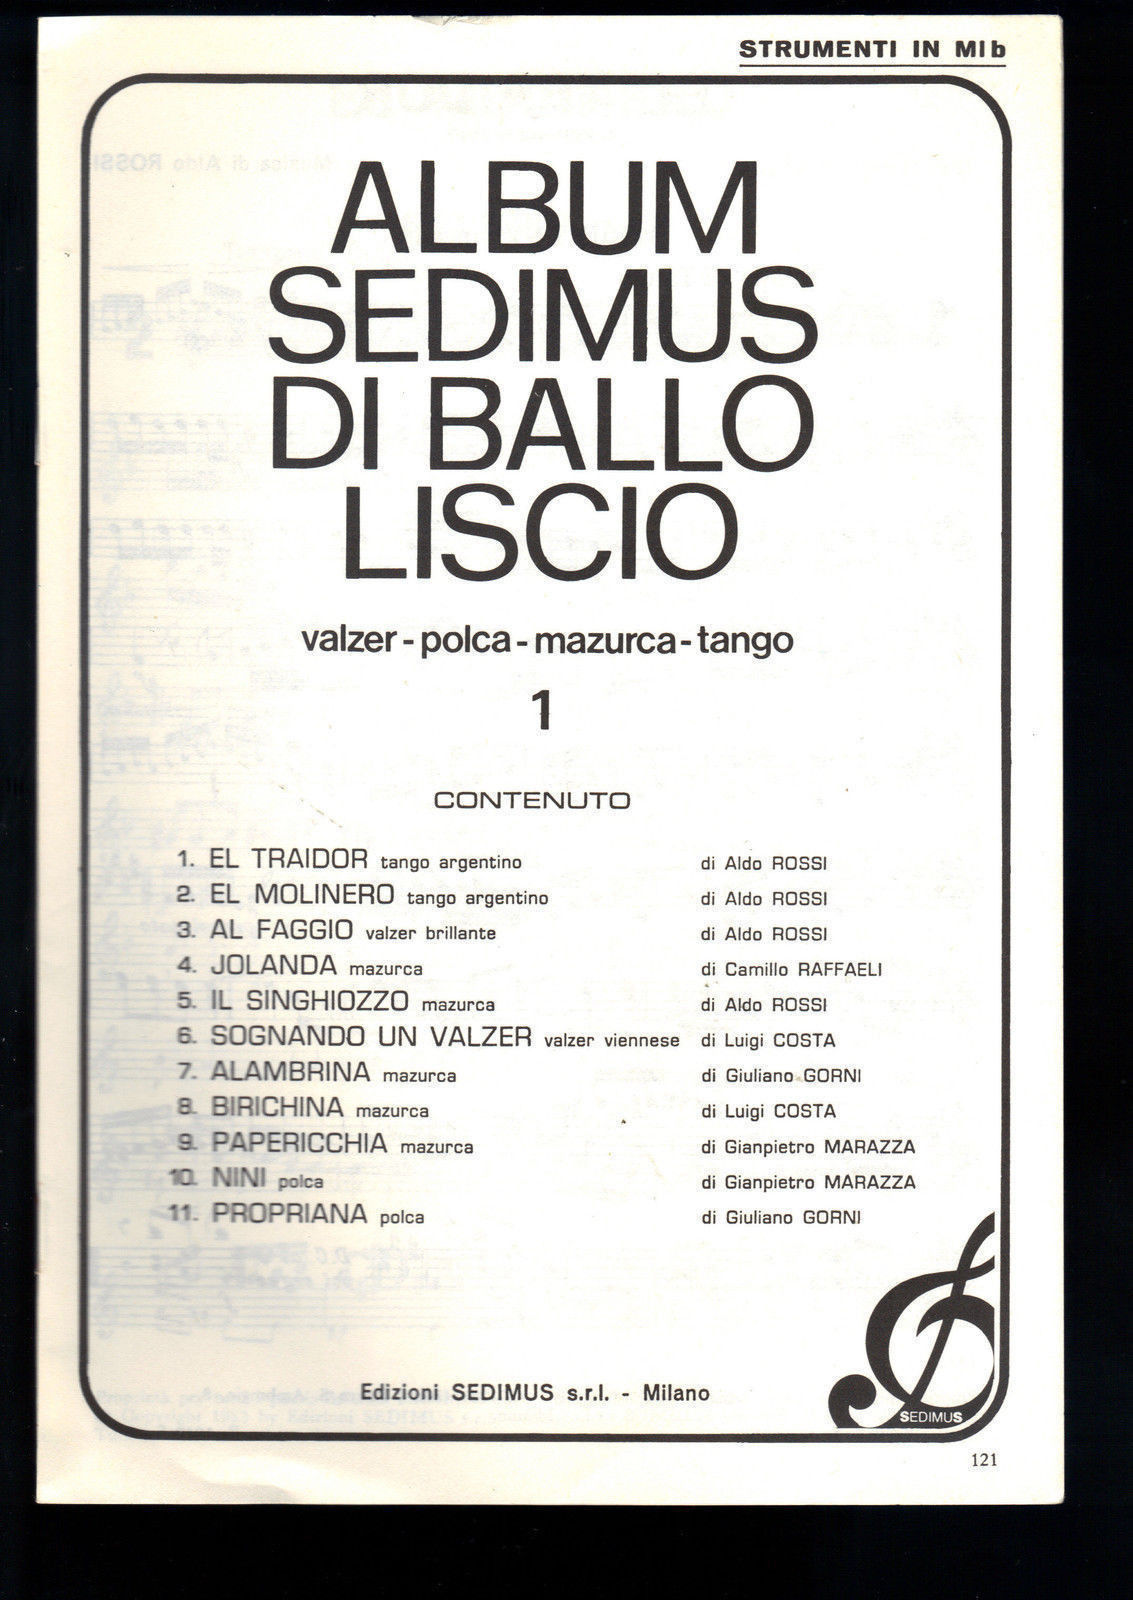 STRUMENTI IN MIb
ALBUM
SEDIMUS
DI BALLO
LISCIO
valzer - polca - mazurca - tango
1
CONTENUTO
1. EL TRAIDOR tango argentino di Aldo ROSSI
2. EL MOLINERO tango argentino di Aldo ROSSI
3. AL FAGGIO valzer brillante di Aldo ROSSI
4. JOLANDA mazurca di Camillo RAFFAELI
5. IL SINGHIOZZO mazurca di Aldo ROSSI
6. SOGNANDO UN VALZER valzer viennese di Luigi COSTA
7. ALAMBRINA mazurca di Giuliano GORNI
8. BIRICHINA mazurca di Luigi COSTA
9. PAPERICCHIA mazurca di Gianpietro MARAZZA
10. NINI polca di Gianpietro MARAZZA
11. PROPRIANA polca di Giuliano GORNI
Edizioni SEDIMUS s.r.l. - Milano
SEDIMUS
121